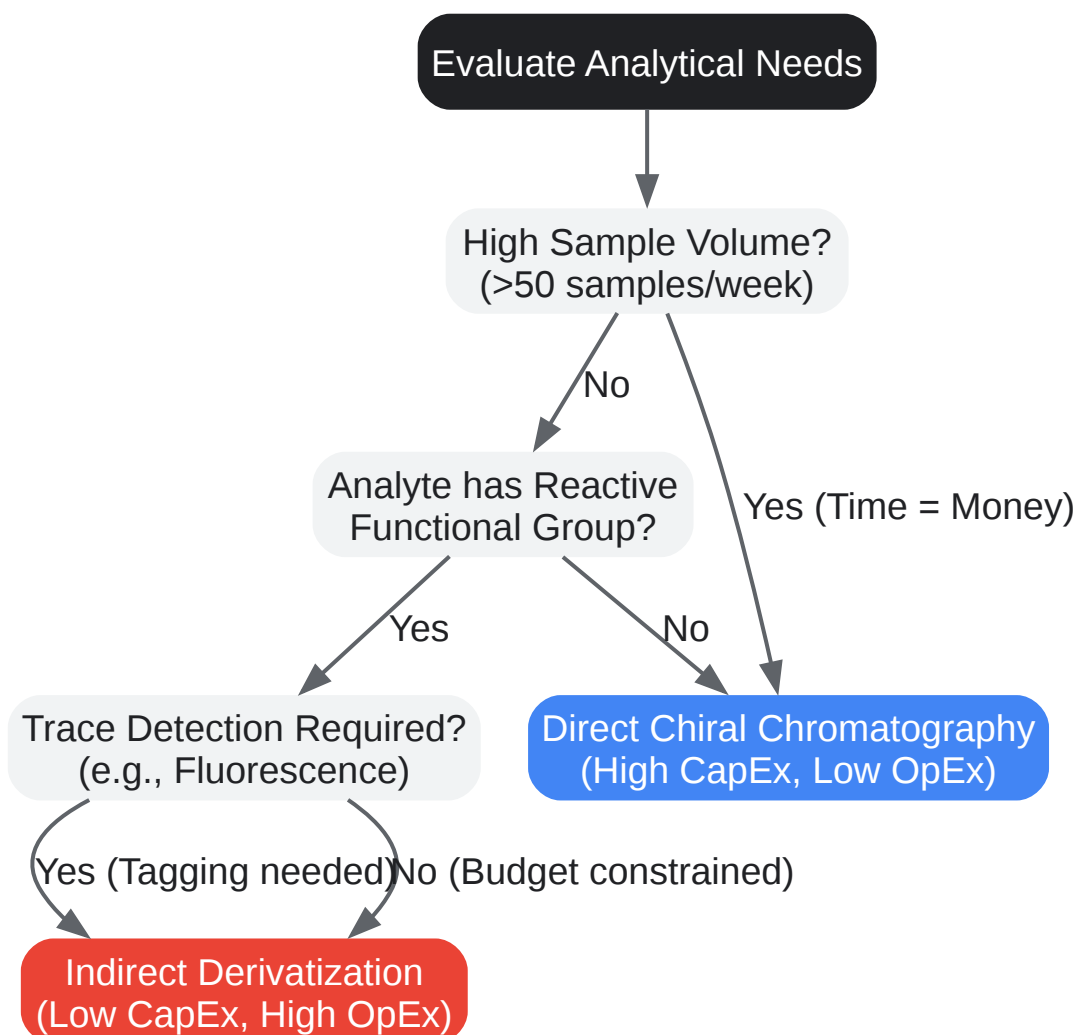 Evaluate Analytical Needs
High Sample Volume?
(>50 samples/week)
No
Yes (Time = Money)
Analyte has Reactive
Functional Group?
Yes
No
Trace Detection Required?
(e.g., Fluorescence)
Direct Chiral Chromatography
(High CapEx, Low OpEx)
Yes (Tagging needed)
No (Budget constrained)
Indirect Derivatization
(Low CapEx, High OpEx)